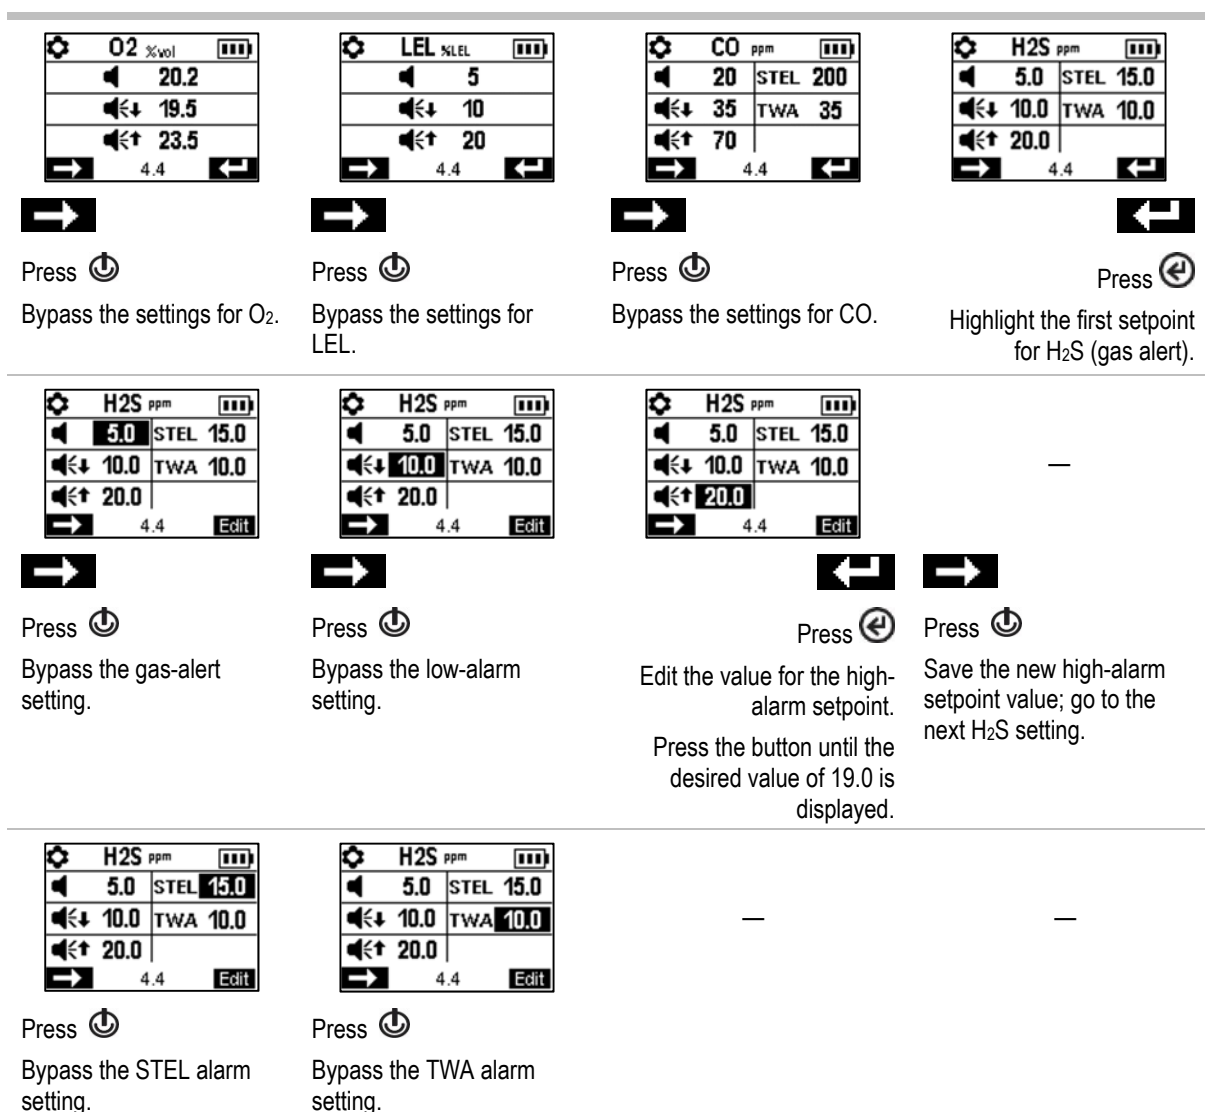 O2 %vol
20.2
19.5
23.5
4.4
Press
Bypass the settings for O2.
LEL %LEL
5
10
20
4.4
Press
Bypass the settings for
LEL.
CO ppm
20 STEL 200
35 TWA 35
70
4.4
Press
Bypass the settings for CO.
H2S ppm
5.0 STEL 15.0
10.0 TWA 10.0
20.0
4.4
Press
Highlight the first setpoint
for H2S (gas alert).
H2S ppm
5.0 STEL 15.0
10.0 TWA 10.0
20.0
4.4 Edit
Press
Bypass the gas-alert
setting.
H2S ppm
5.0 STEL 15.0
10.0 TWA 10.0
20.0
4.4 Edit
Press
Bypass the low-alarm
setting.
H2S ppm
5.0 STEL 15.0
10.0 TWA 10.0
20.0
4.4 Edit
Press
Edit the value for the high-
alarm setpoint.
Press the button until the
desired value of 19.0 is
displayed.
—
Press
Save the new high-alarm
setpoint value; go to the
next H2S setting.
H2S ppm
5.0 STEL 15.0
10.0 TWA 10.0
20.0
4.4 Edit
Press
Bypass the STEL alarm
setting.
H2S ppm
5.0 STEL 15.0
10.0 TWA 10.0
20.0
4.4 Edit
Press
Bypass the TWA alarm
setting.
—
—